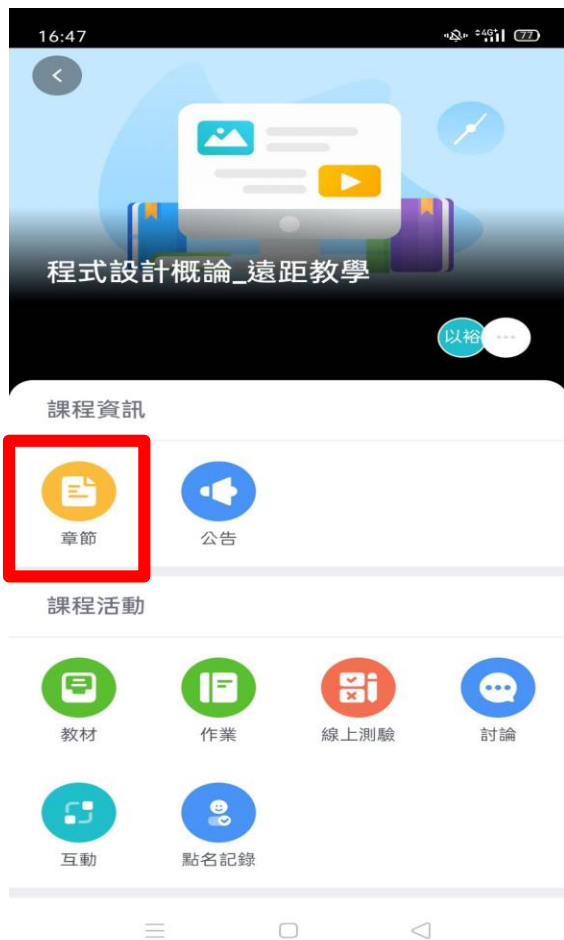 16:47
4G+ 77
程式設計概論_遠距教學
以裕
課程資訊
章節 公告
課程活動
教材 作業 線上測驗 討論
互動 點名記錄